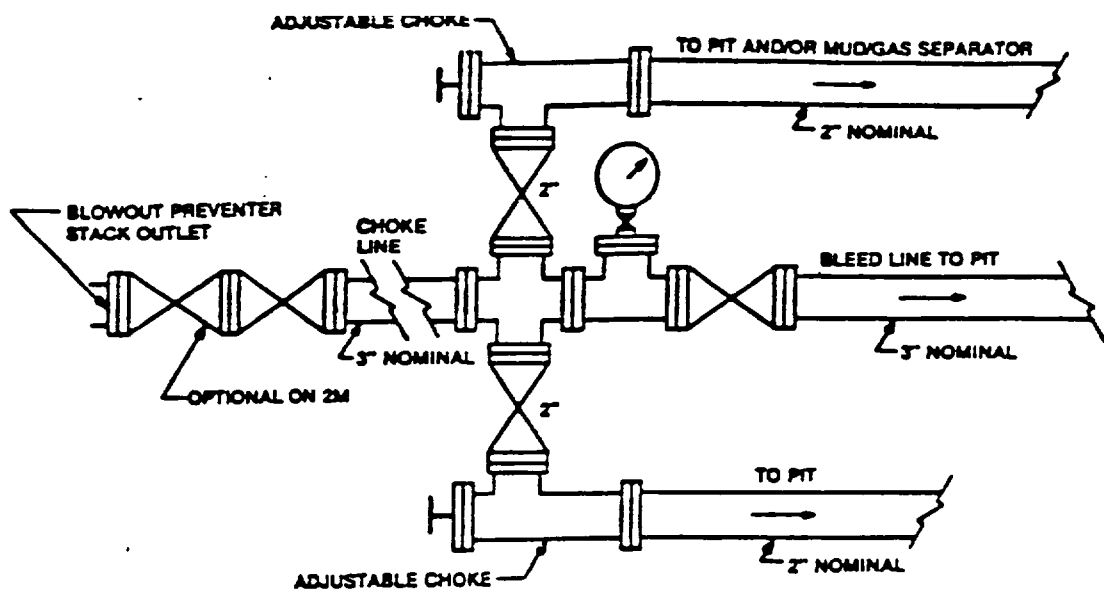 ADJUSTABLE CHOKE
TO PIT AND/OR MUD/GAS SEPARATOR
2" NOMINAL
2"
BLOWOUT PREVENTER
STACK OUTLET
CHOKE
LINE
BLEED LINE TO PIT
3" NOMINAL
3" NOMINAL
OPTIONAL ON 2M
2"
TO PIT
2" NOMINAL
ADJUSTABLE CHOKE